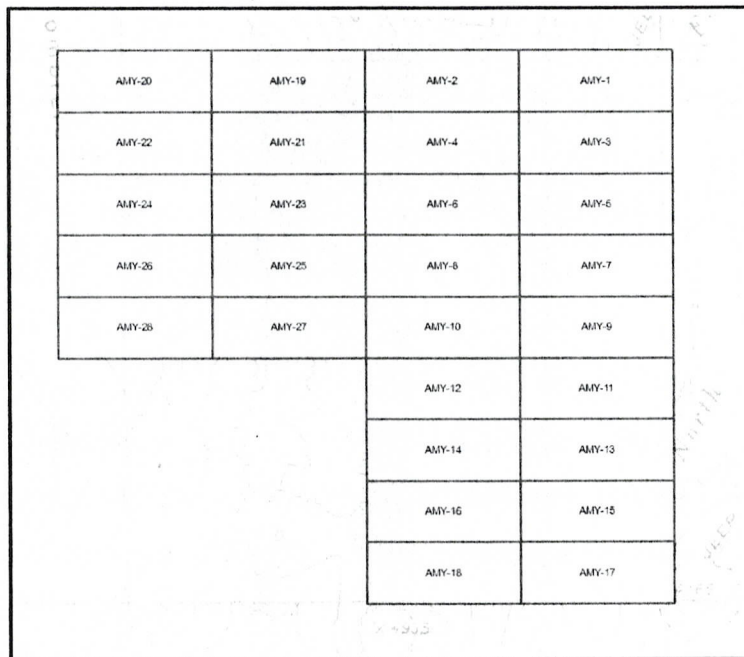 AMY-20 AMY-19 AMY-2 AMY-1
AMY-22 AMY-21 AMY-4 AMY-3
AMY-24 AMY-23 AMY-6 AMY-5
AMY-26 AMY-25 AMY-8 AMY-7
AMY-28 AMY-27 AMY-10 AMY-9
AMY-12 AMY-11
AMY-14 AMY-13
North
AMY-16 AMY-15
AMY-18 AMY-17